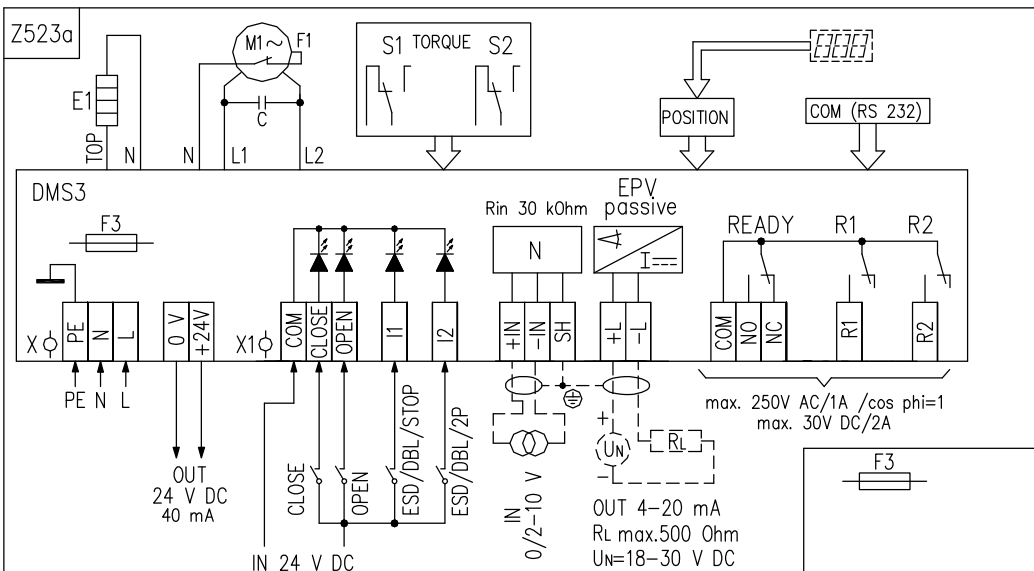 Z523a
E1
TOP
N
M1~
F1
C
N
L1
L2
S1 TORQUE S2
POSITION
COM (RS 232)
DMS3
F3
Rin 30 kOhm
N
EPV
passive
I
READY
R1
R2
X
PE
N
L
0 V
+24V
X1
COM
CLOSE
OPEN
I1
I2
+IN
-IN
SH
+L
-L
COM
NO
NC
R1
R2
PE N L
OUT
24 V DC
40 mA
CLOSE
OPEN
ESD/DBL/STOP
ESD/DBL/2P
IN 24 V DC
IN
0/2-10 V
+
UN
-
RL
OUT 4-20 mA
RL max.500 Ohm
UN=18-30 V DC
max. 250V AC/1A /cos phi=1
max. 30V DC/2A
F3